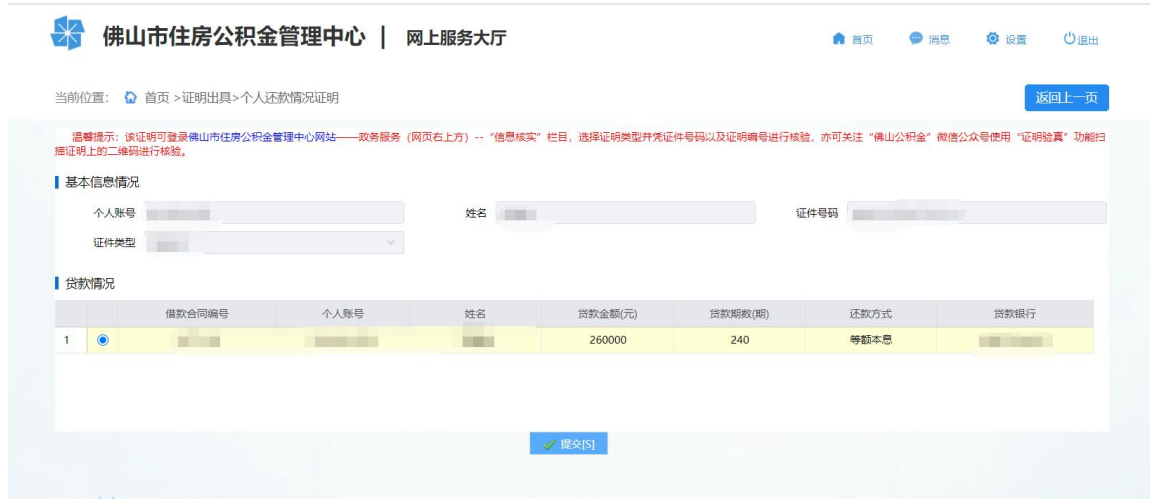 佛山市住房公积金管理中心 | 网上服务大厅
首页 消息 设置 退出
当前位置: 首页 >证明出具>个人还款情况证明
返回上一页
温馨提示：该证明可登录佛山市住房公积金管理中心网站——政务服务（网页右上方）--“信息核实”栏目，选择证明类型并凭证件号码以及证明编号进行核验，亦可关注“佛山公积金”微信公众号使用“证明验真”功能扫
描证明上的二维码进行核验。
基本信息情况
个人账号 姓名 证件号码
证件类型
贷款情况
借款合同编号 个人账号 姓名 贷款金额(元) 贷款期数(期) 还款方式 贷款银行
1 260000 240 等额本息
提交[S]